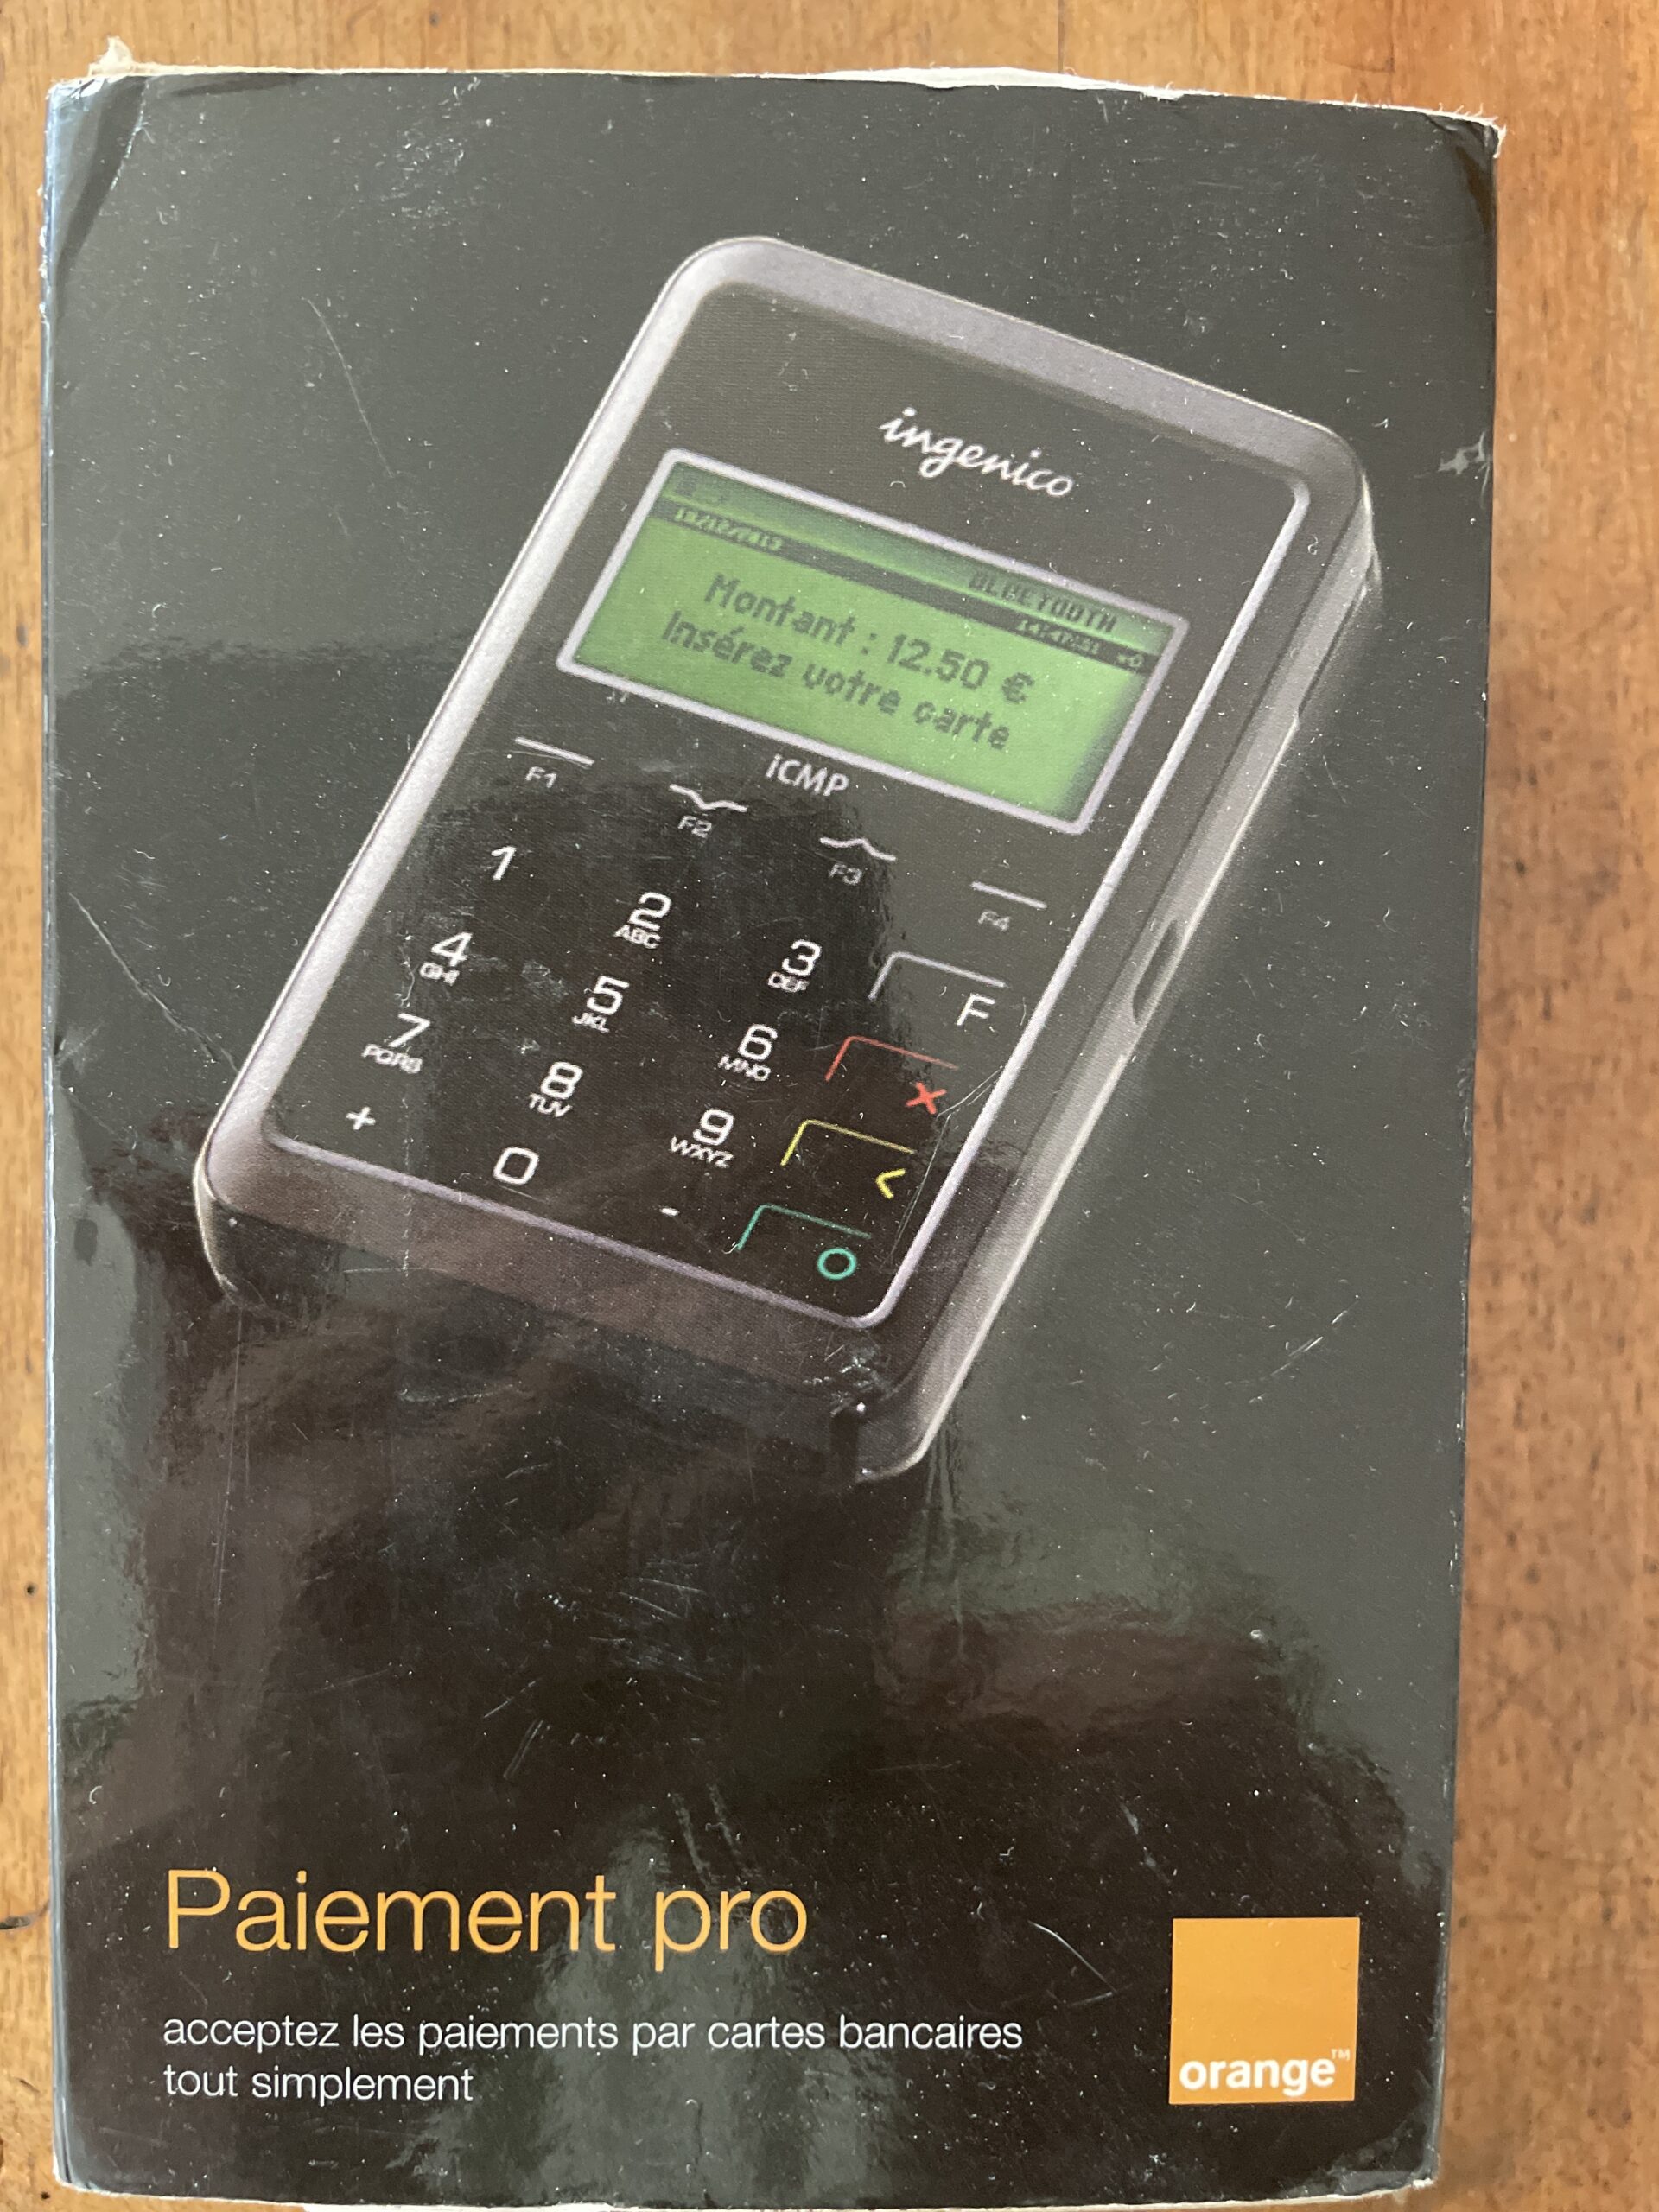 ingenico
BLUETOOTH
Montant : 12.50 €
Insérez votre carte
iCMP
F1
F2
F3
F4
1
2
ABC
3
DEF
F
4
GHI
5
JKL
6
MNO
X
7
PQRS
8
TUV
9
WXYZ
<
+
0
-
O
Paiement pro
acceptez les paiements par cartes bancaires
tout simplement
orange™